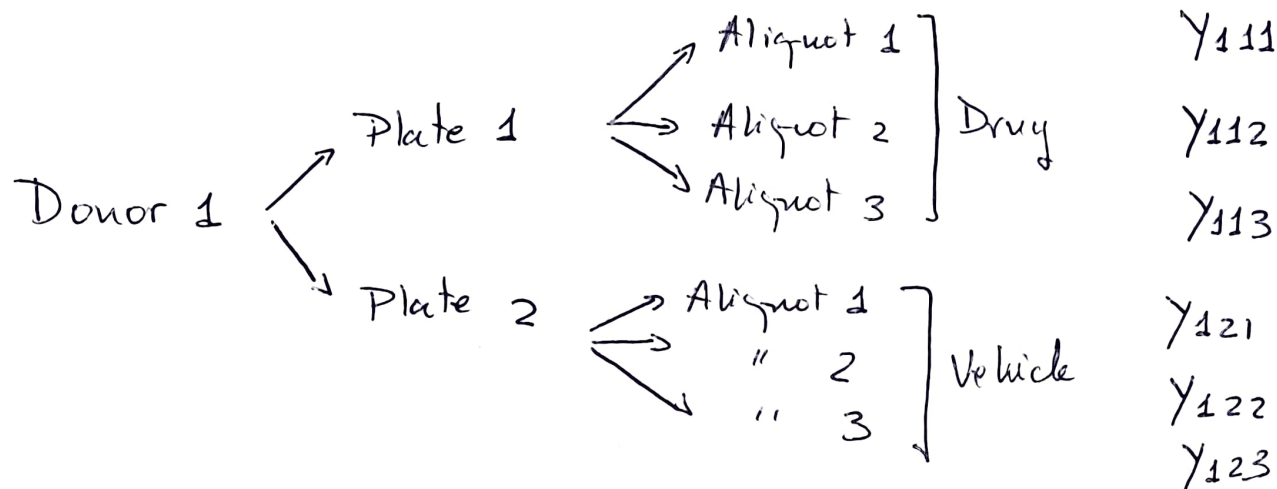 Aliquot 1 Y111
Plate 1 Aliquot 2 Drug Y112
Donor 1 Aliquot 3 Y113
Plate 2 Aliquot 1 Y121
" 2 Vehicle Y122
" 3 Y123